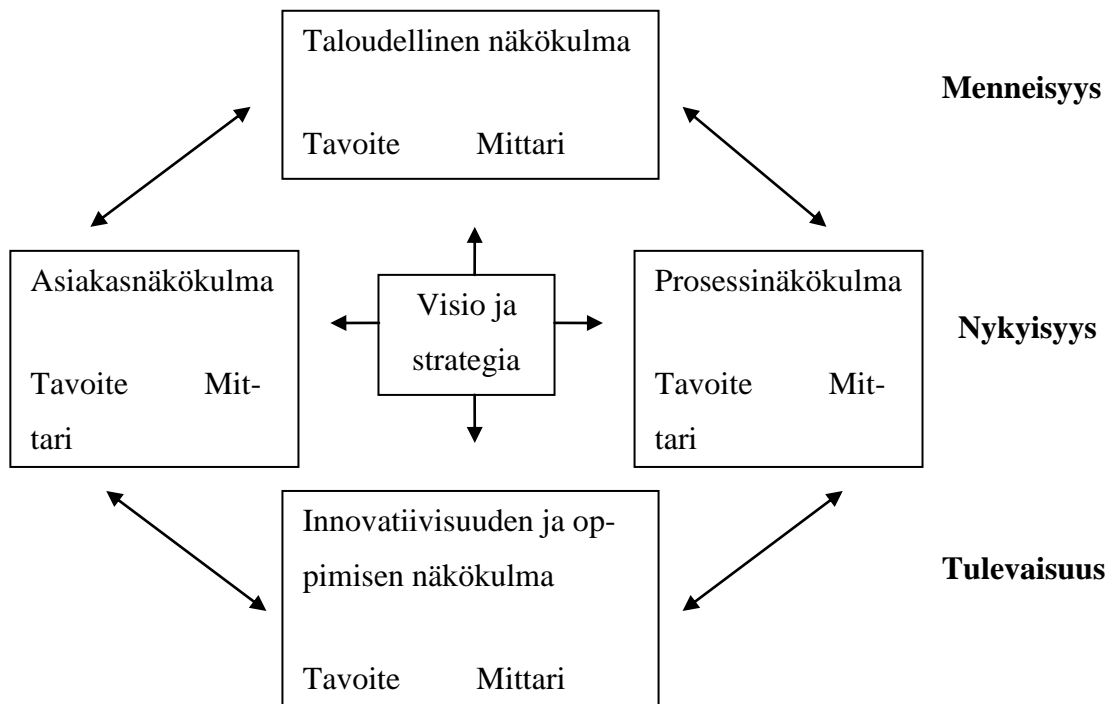 Taloudellinen näkökulma
Tavoite Mittari
Menneisyys
Asiakasnäkökulma
Tavoite Mit-
tari
Visio ja
strategia
Prosessinäkökulma
Tavoite Mit-
tari
Nykyisyys
Innovatiivisuuden ja op-
pimisen näkökulma
Tavoite Mittari
Tulevaisuus